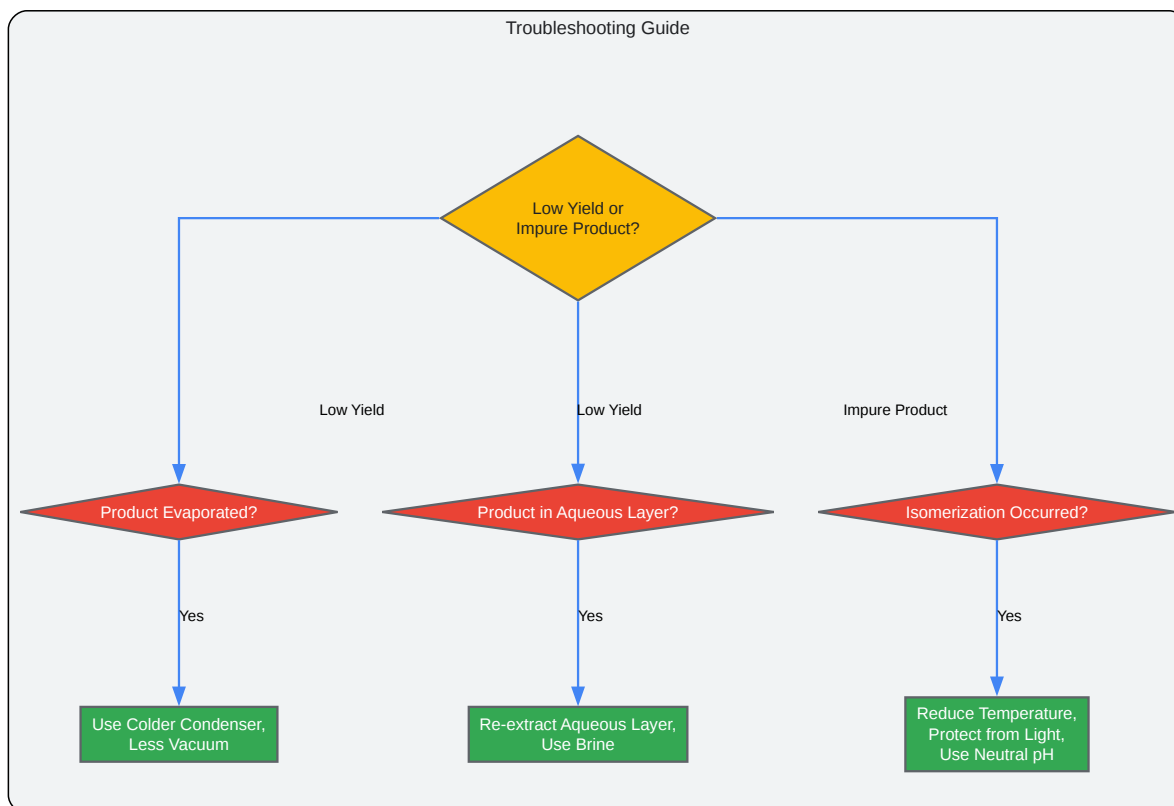 Troubleshooting Guide
Low Yield or
Impure Product?
Low Yield
Low Yield
Impure Product
Product Evaporated?
Product in Aqueous Layer?
Isomerization Occurred?
Yes
Yes
Yes
Use Colder Condenser,
Less Vacuum
Re-extract Aqueous Layer,
Use Brine
Reduce Temperature,
Protect from Light,
Use Neutral pH